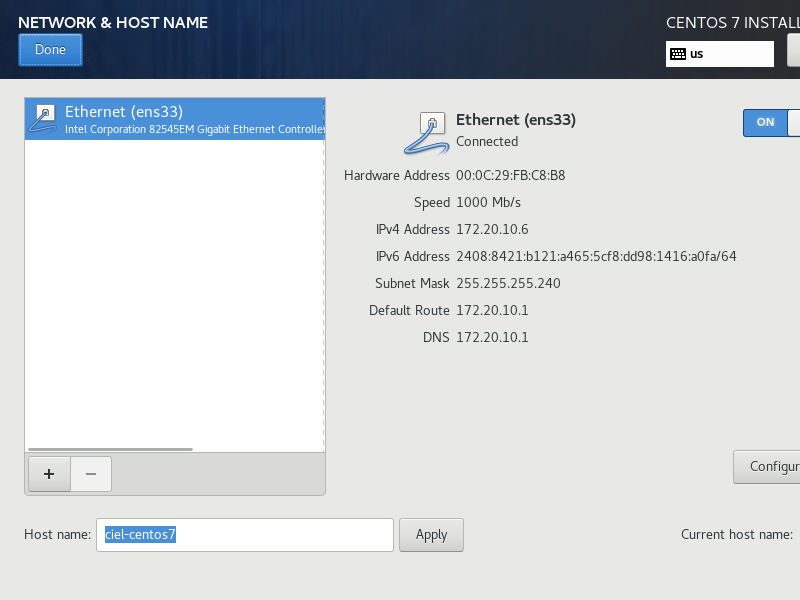 NETWORK & HOST NAME
CENTOS 7 INSTALL
Done
us
Ethernet (ens33)
Intel Corporation 82545EM Gigabit Ethernet Controller
Ethernet (ens33)
Connected
ON
Hardware Address 00:0C:29:FB:C8:B8
Speed 1000 Mb/s
IPv4 Address 172.20.10.6
IPv6 Address 2408:8421:b121:a465:5cf8:dd98:1416:a0fa/64
Subnet Mask 255.255.255.240
Default Route 172.20.10.1
DNS 172.20.10.1
+ −
Configur
Host name: ciel-centos7 Apply
Current host name: